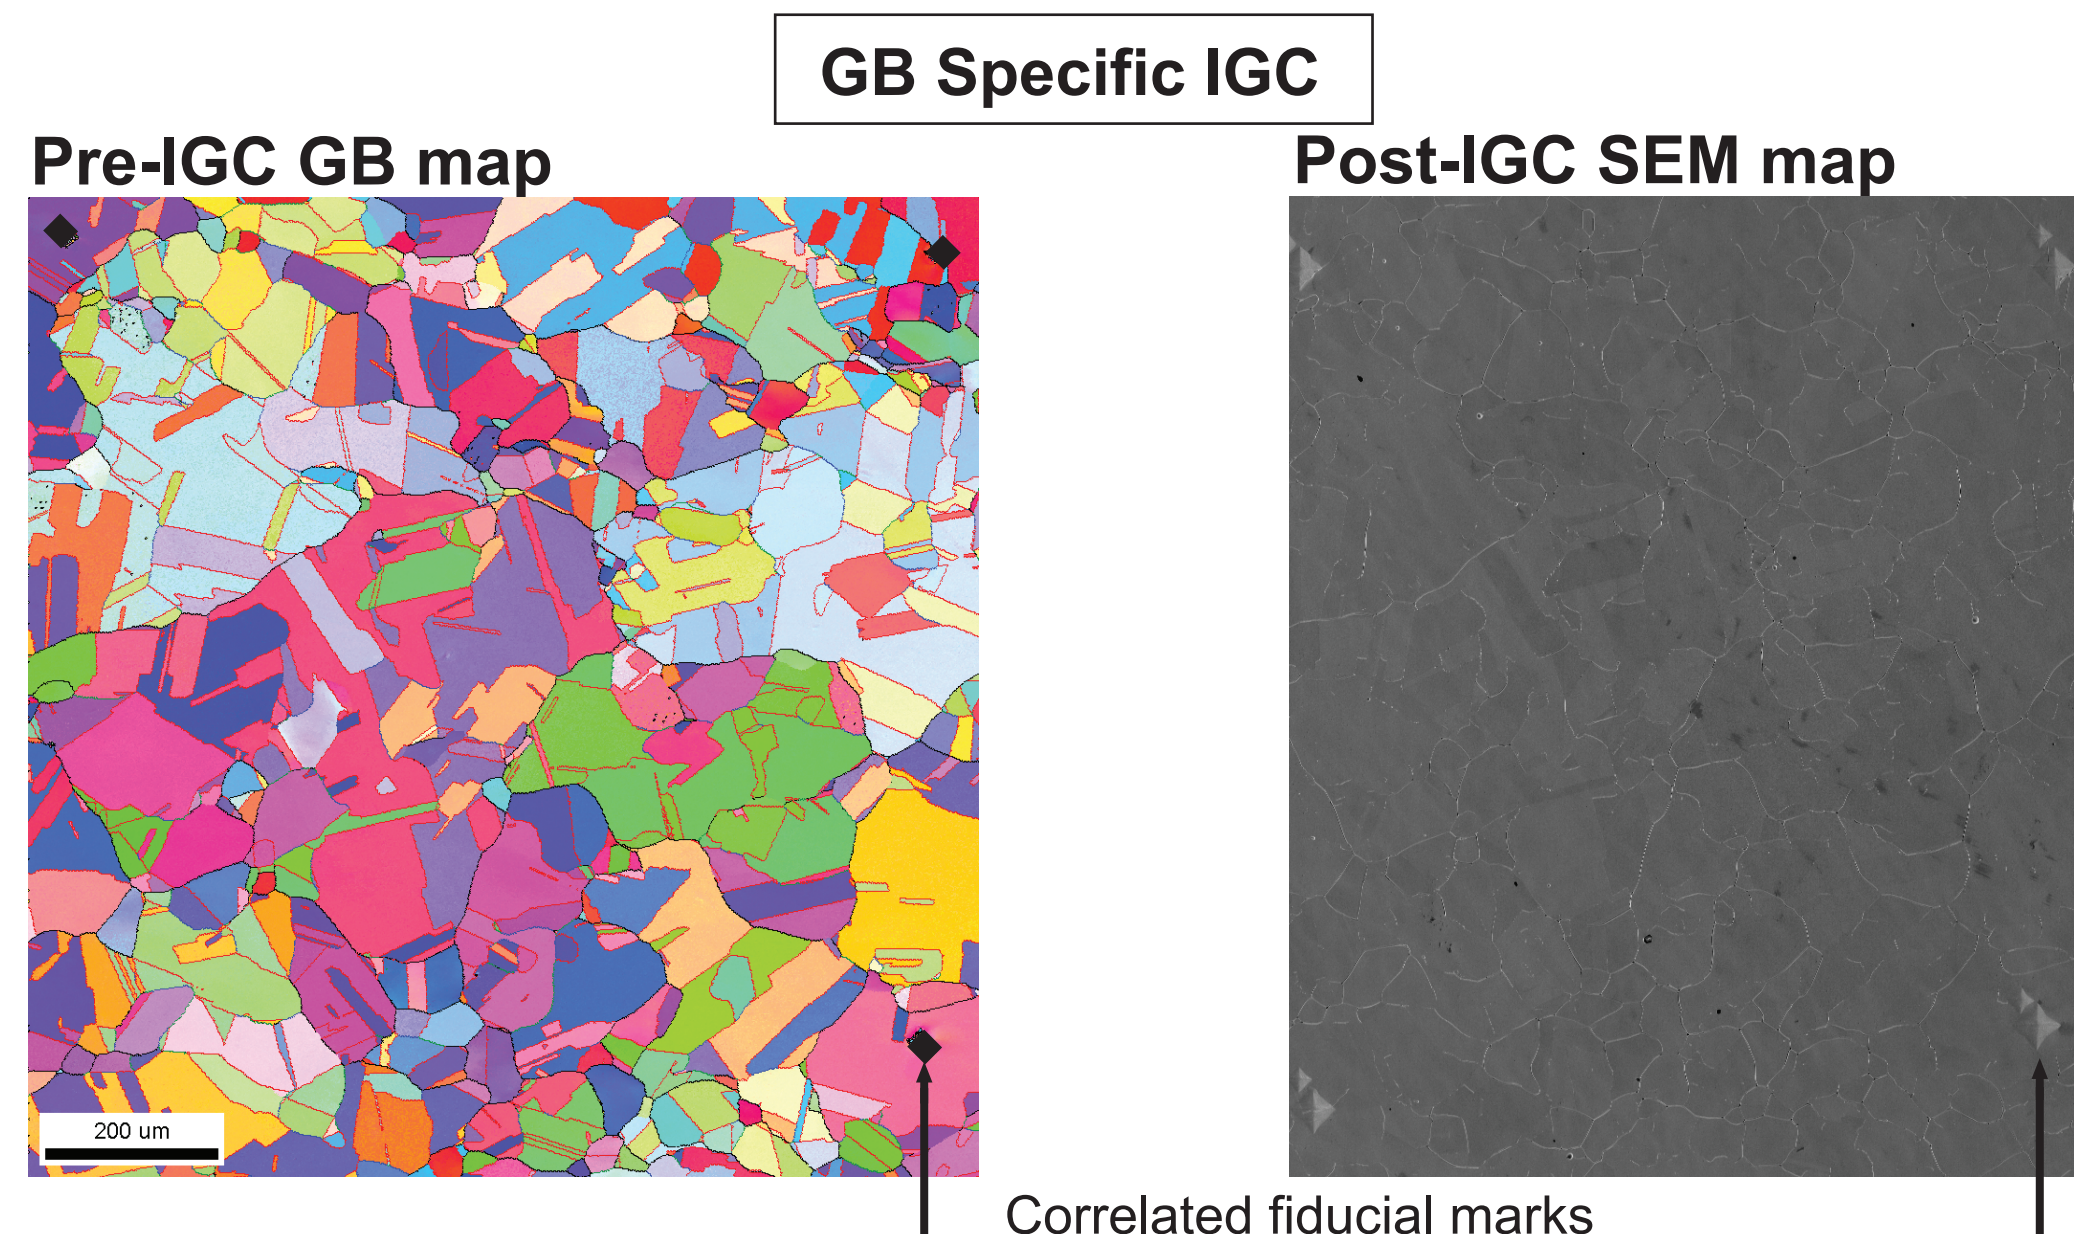 GB Specific IGC
Pre-IGC GB map
Post-IGC SEM map
200 um
Correlated fiducial marks